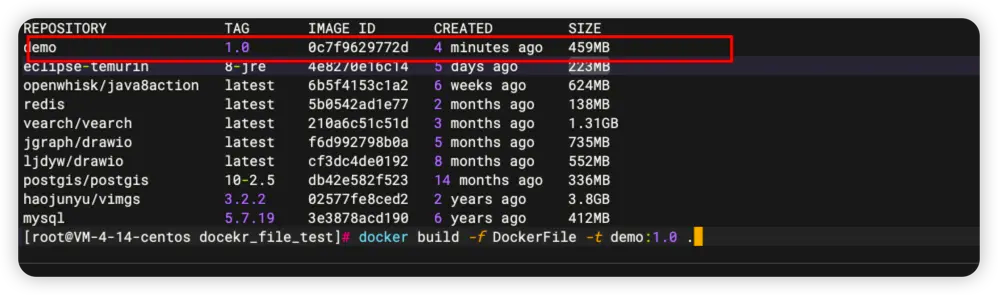 REPOSITORY TAG IMAGE ID CREATED SIZE
demo 1.0 0c7f9629772d 4 minutes ago 459MB
eclipse-temurin 8-jre 4e8270e16c14 5 days ago 223MB
openwhisk/java8action latest 6b5f4153c1a2 6 weeks ago 624MB
redis latest 5b0542ad1e77 2 months ago 138MB
vearch/vearch latest 210a6c51c51d 3 months ago 1.31GB
jgraph/drawio latest f6d992798b0a 5 months ago 735MB
ljdyw/drawio latest cf3dc4de0192 8 months ago 552MB
postgis/postgis 10-2.5 db42e582f523 14 months ago 336MB
haojunyu/vimgs 3.2.2 02577fe8ced2 2 years ago 3.8GB
mysql 5.7.19 3e3878acd190 6 years ago 412MB
[root@VM-4-14-centos docekr_file_test]# docker build -f DockerFile -t demo:1.0 .